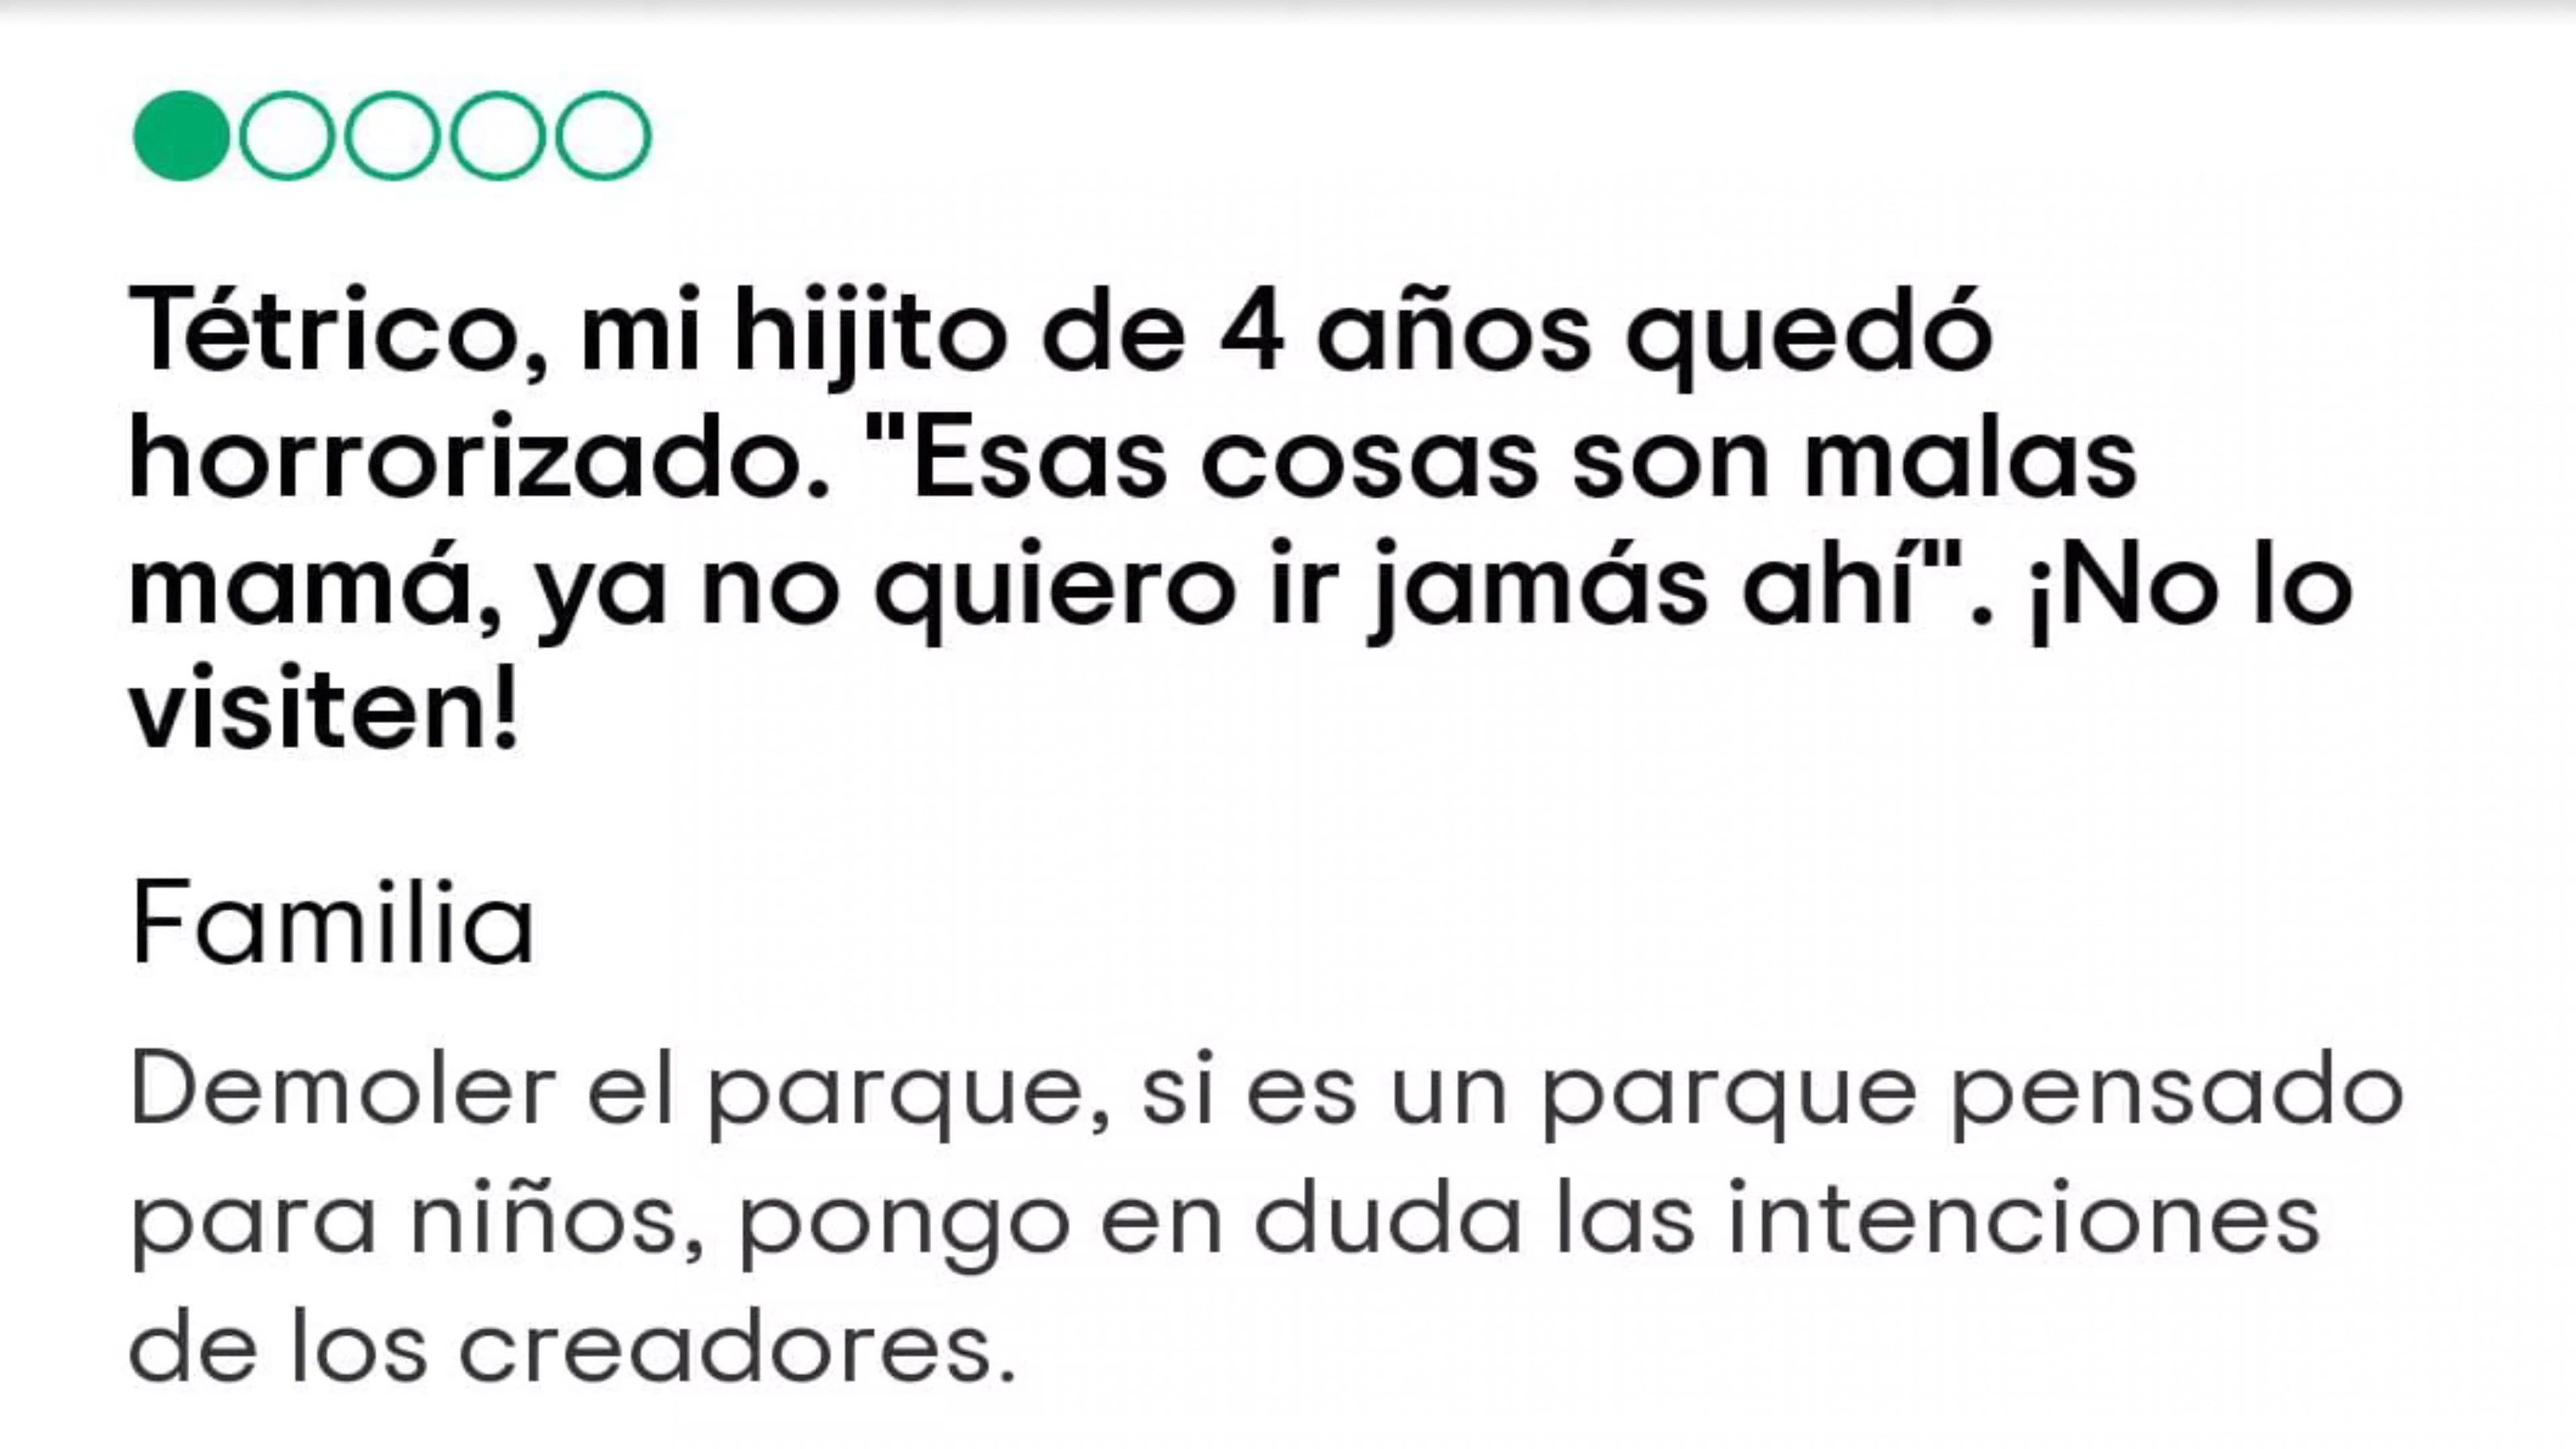 Tétrico, mi hijito de 4 años quedó
horrorizado. "Esas cosas son malas
mamá, ya no quiero ir jamás ahí". ¡No lo
visiten!
Familia
Demoler el parque, si es un parque pensado
para niños, pongo en duda las intenciones
de los creadores.